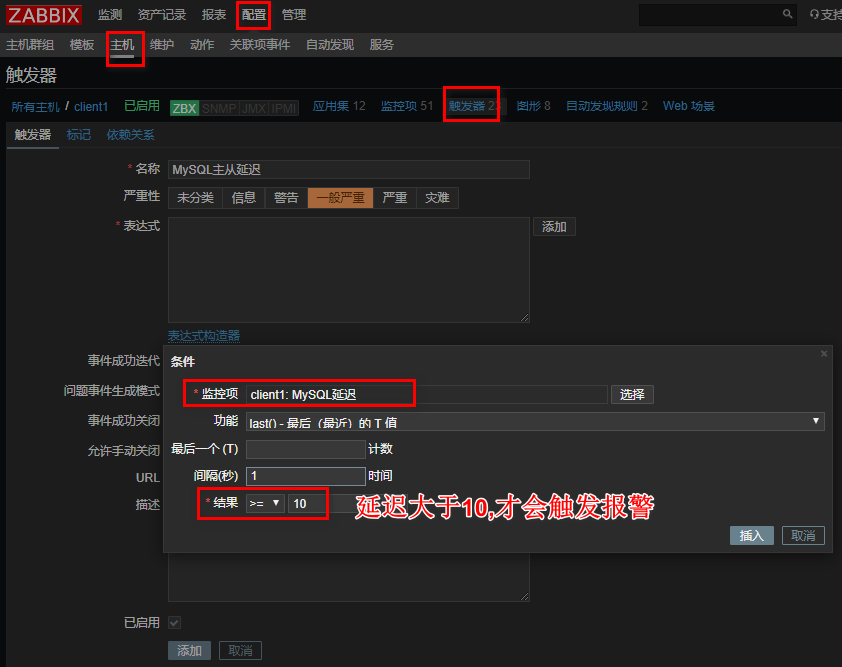 ZABBIX 监测 资产记录 报表 配置 管理 支持
主机群组 模板 主机 维护 动作 关联项事件 自动发现 服务
触发器
所有主机 / client1 已启用 ZBX SNMP JMX IPMI 应用集 12 监控项 51 触发器 23 图形 8 自动发现规则 2 Web 场景
触发器 标记 依赖关系
* 名称 MySQL主从延迟
严重性 未分类 信息 警告 一般严重 严重 灾难
* 表达式 添加
表达式构造器
事件成功迭代
条件
问题事件生成模式
* 监控项 client1: MySQL延迟 选择
事件成功关闭
功能 last() - 最后（最近）的 T 值
允许手动关闭
最后一个 (T) 计数
URL
间隔(秒) 1 时间
描述
* 结果 >= 10 延迟大于10,才会触发报警
插入 取消
已启用
添加 取消